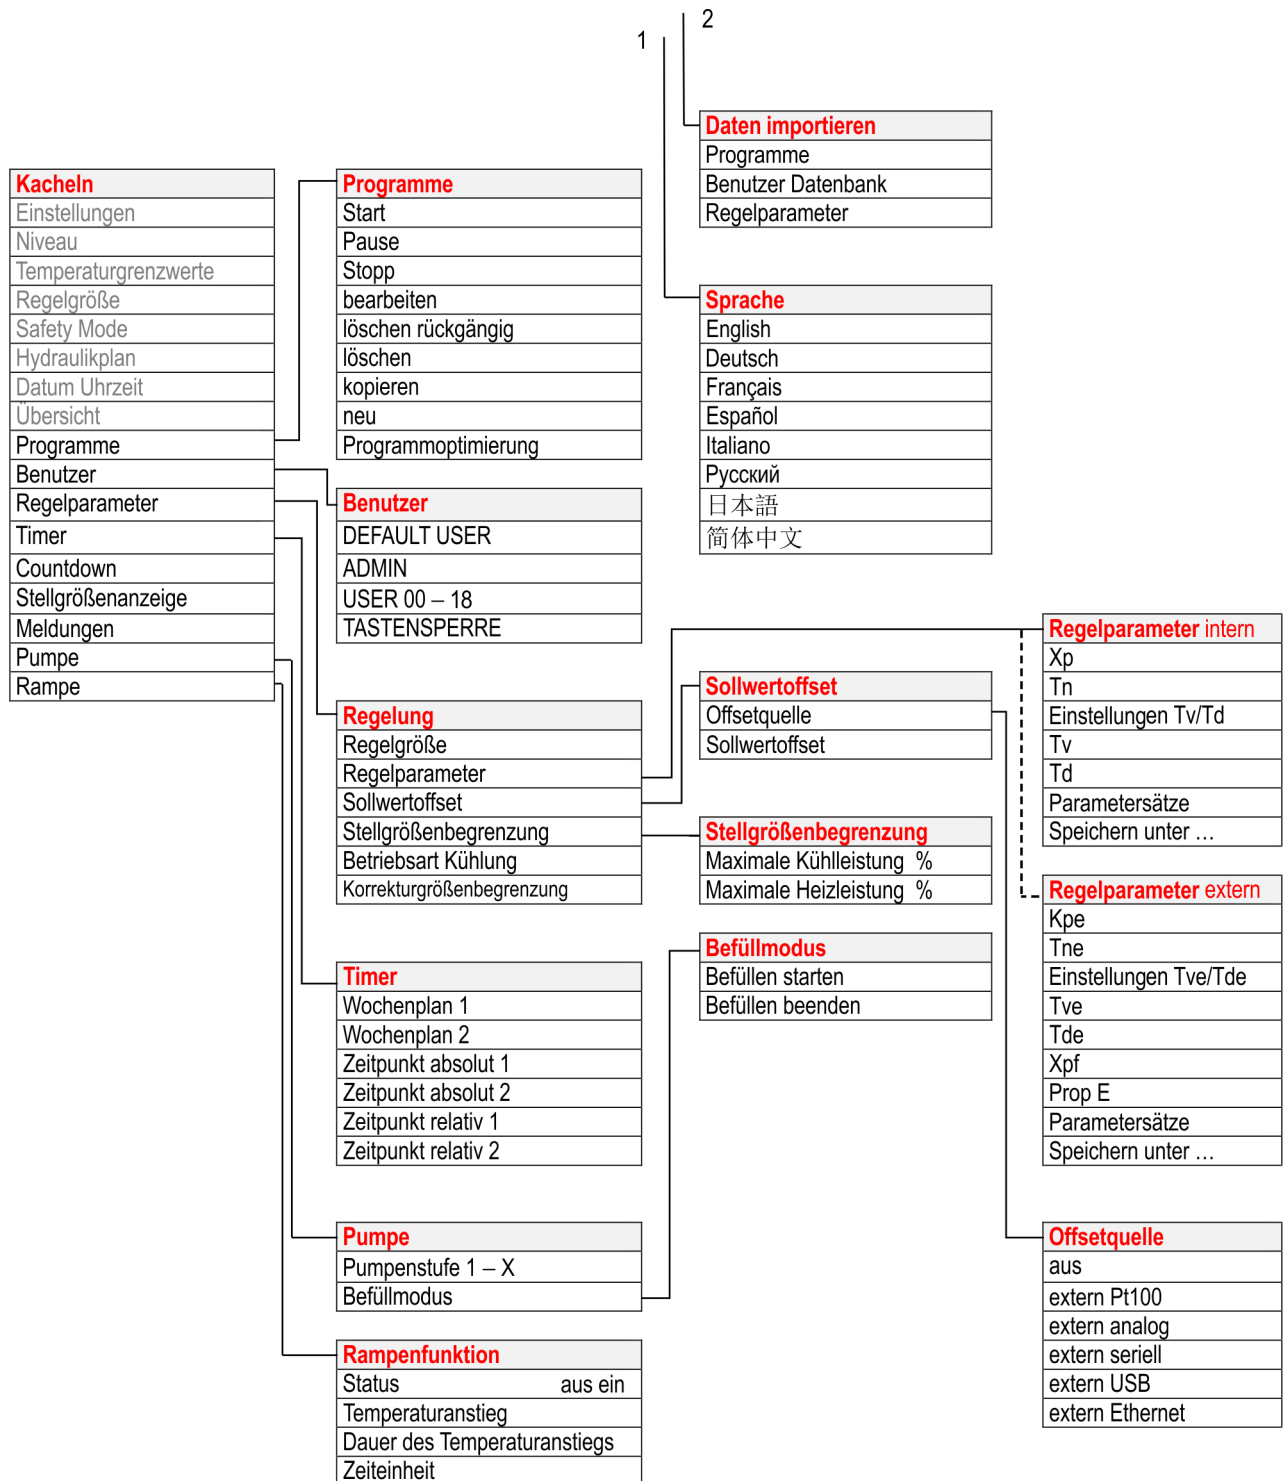 1
2
Kacheln
Einstellungen
Niveau
Temperaturgrenzwerte
Regelgröße
Safety Mode
Hydraulikplan
Datum Uhrzeit
Übersicht
Programme
Benutzer
Regelparameter
Timer
Countdown
Stellgrößenanzeige
Meldungen
Pumpe
Rampe
Programme
Start
Pause
Stopp
bearbeiten
löschen rückgängig
löschen
kopieren
neu
Programmoptimierung
Benutzer
DEFAULT USER
ADMIN
USER 00 – 18
TASTENSPERRE
Regelung
Regelgröße
Regelparameter
Sollwertoffset
Stellgrößenbegrenzung
Betriebsart Kühlung
Korrekturgrößenbegrenzung
Timer
Wochenplan 1
Wochenplan 2
Zeitpunkt absolut 1
Zeitpunkt absolut 2
Zeitpunkt relativ 1
Zeitpunkt relativ 2
Pumpe
Pumpenstufe 1 – X
Befüllmodus
Rampenfunktion
Status aus ein
Temperaturanstieg
Dauer des Temperaturanstiegs
Zeiteinheit
Daten importieren
Programme
Benutzer Datenbank
Regelparameter
Sprache
English
Deutsch
Français
Español
Italiano
Русский
日本語
简体中文
Sollwertoffset
Offsetquelle
Sollwertoffset
Stellgrößenbegrenzung
Maximale Kühlleistung %
Maximale Heizleistung %
Befüllmodus
Befüllen starten
Befüllen beenden
Regelparameter intern
Xp
Tn
Einstellungen Tv/Td
Tv
Td
Parametersätze
Speichern unter …
Regelparameter extern
Kpe
Tne
Einstellungen Tve/Tde
Tve
Tde
Xpf
Prop E
Parametersätze
Speichern unter …
Offsetquelle
aus
extern Pt100
extern analog
extern seriell
extern USB
extern Ethernet